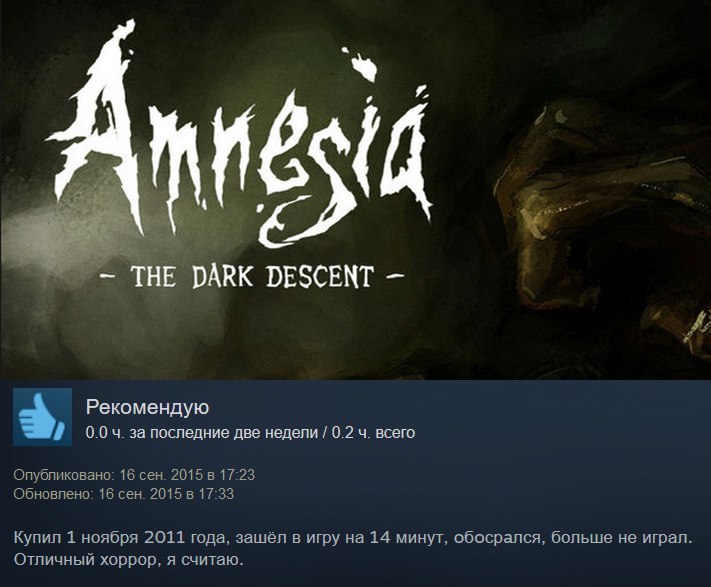 Amnesia
– THE DARK DESCENT –
Рекомендую
0.0 ч. за последние две недели / 0.2 ч. всего
Опубликовано: 16 сен. 2015 в 17:23
Обновлено: 16 сен. 2015 в 17:33
Купил 1 ноября 2011 года, зашёл в игру на 14 минут, обосрался, больше не играл.
Отличный хоррор, я считаю.